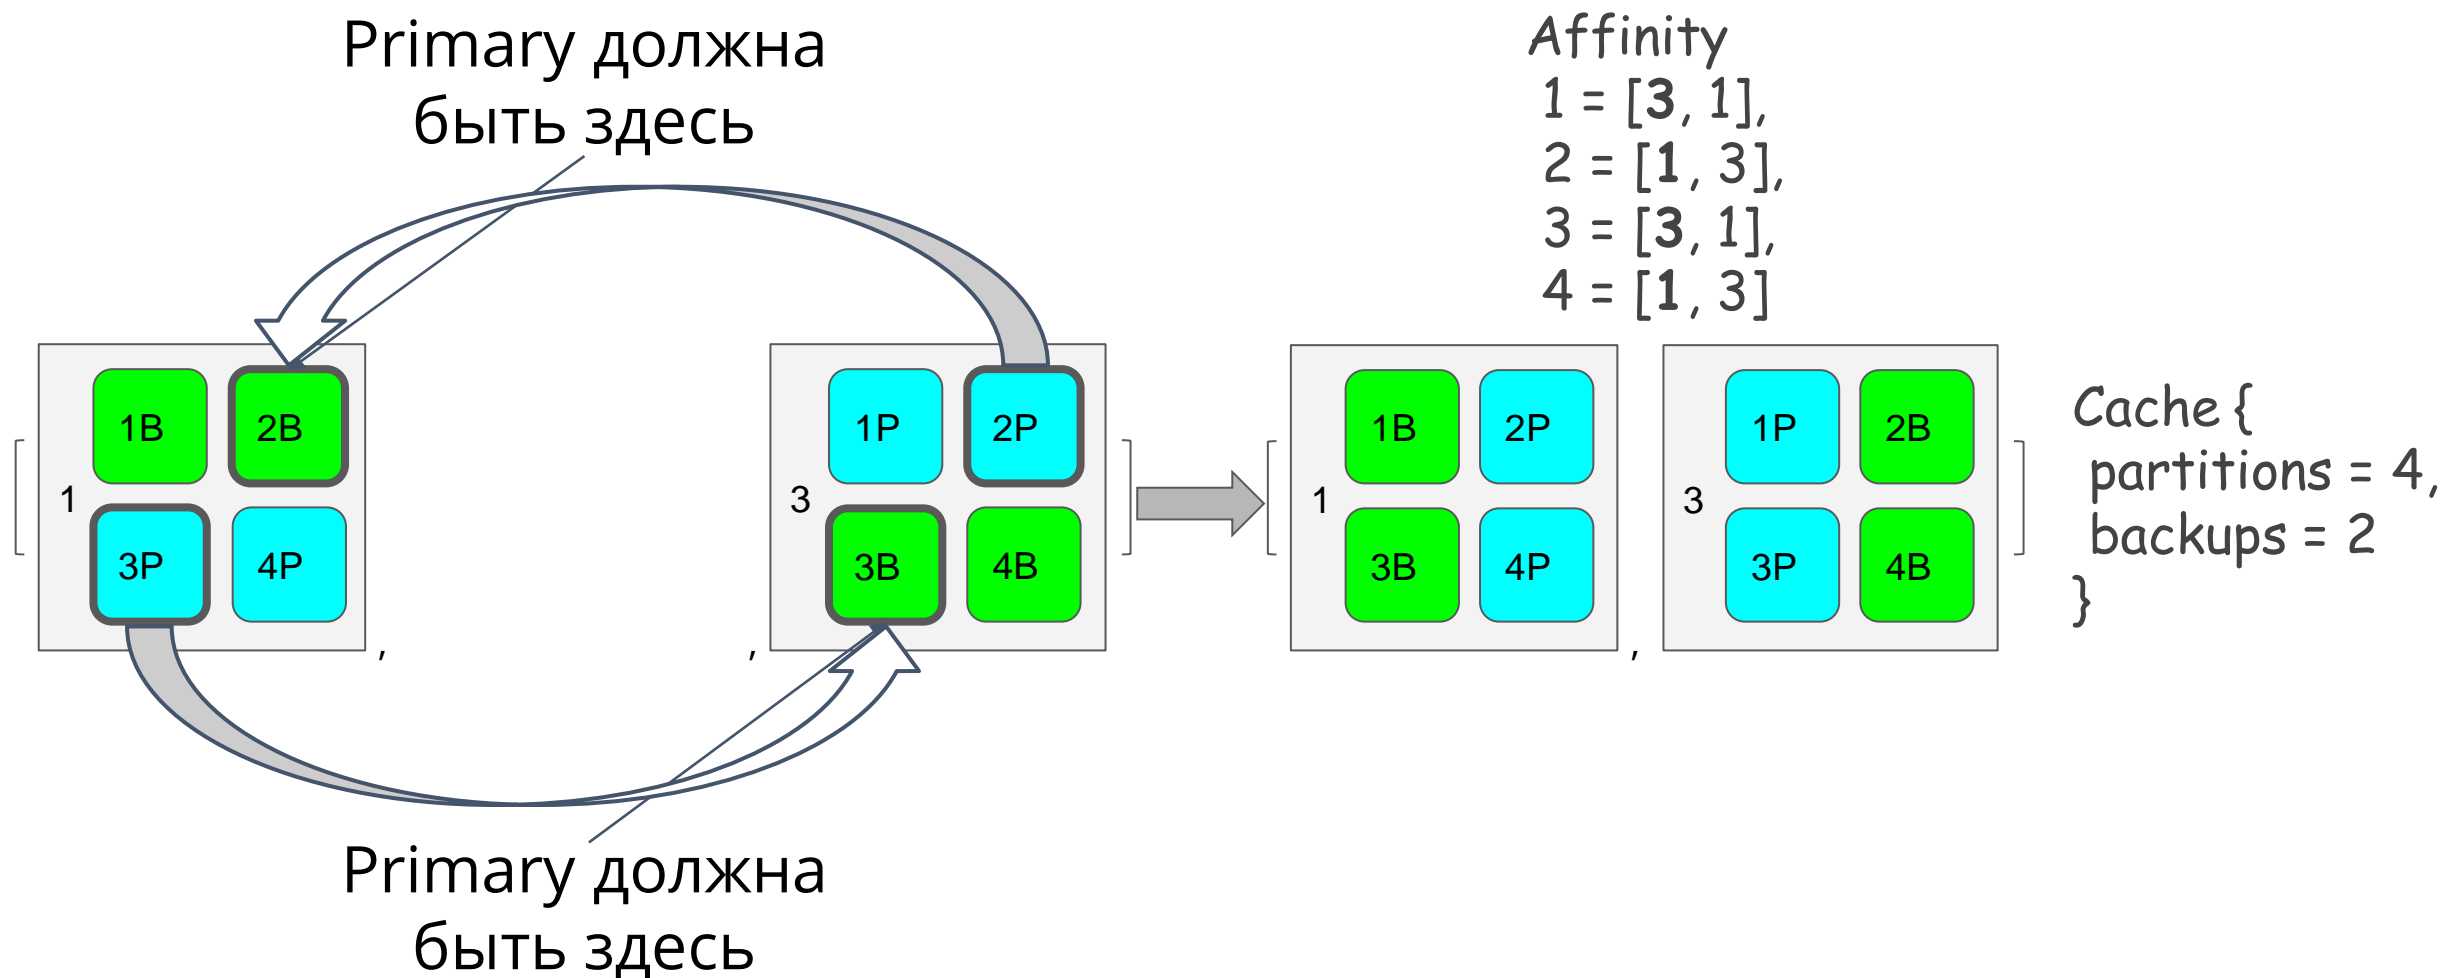 Primary должна
быть здесь
Affinity
1 = [3, 1],
2 = [1, 3],
3 = [3, 1],
4 = [1, 3]
[ 1 1B 2B
3P 4P ,
, 3 1P 2P
3B 4B ]
[ 1 1B 2P
3B 4P ,
3 1P 2B
3P 4B ]
Cache {
partitions = 4,
backups = 2
}
Primary должна
быть здесь